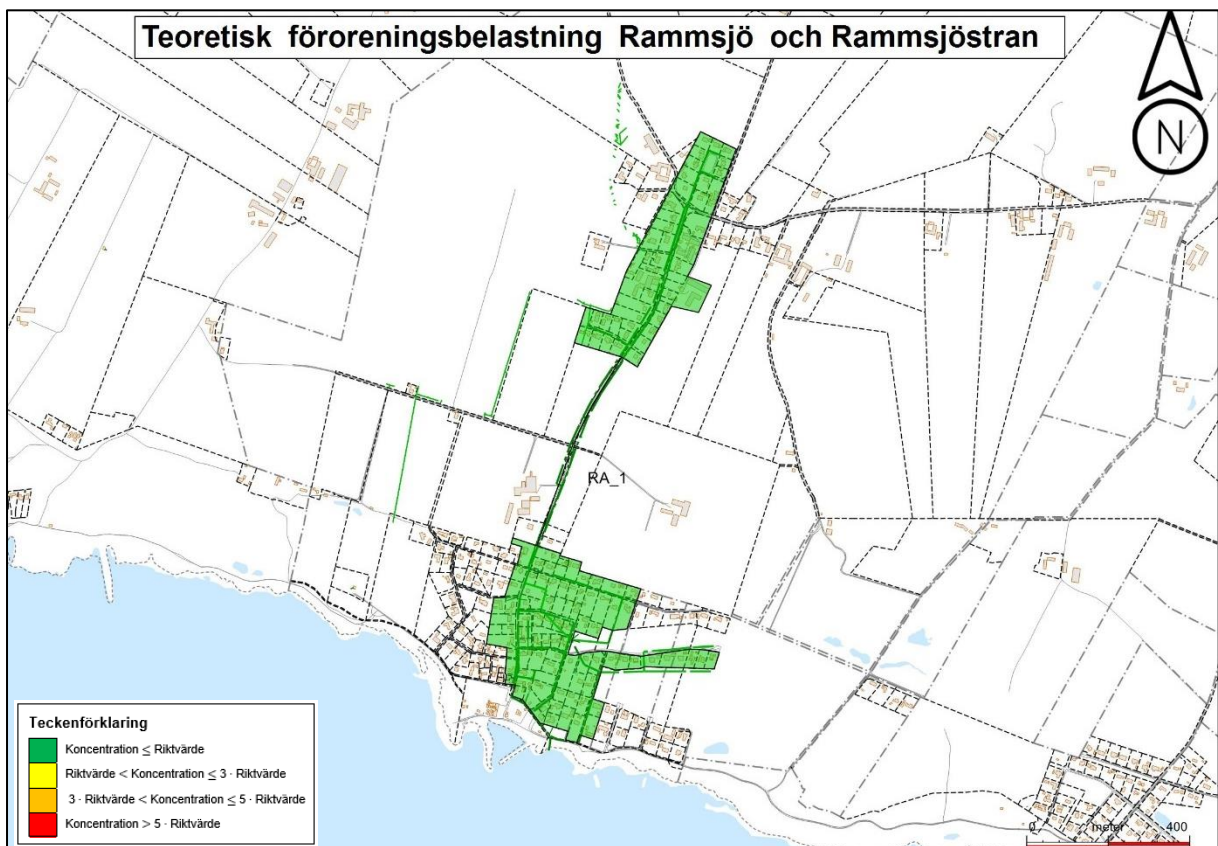 Teoretisk föroreningsbelastning Rammsjö och Rammsjöstran
N
RA_1
Teckenförklaring
Koncentration ≤ Riktvärde
Riktvärde < Koncentration ≤ 3 · Riktvärde
3 · Riktvärde < Koncentration ≤ 5 · Riktvärde
Koncentration > 5 · Riktvärde
0 meter 400